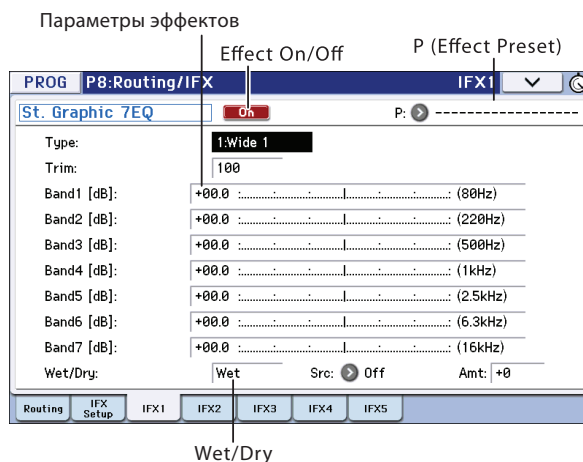 Параметры эффектов
Effect On/Off
P (Effect Preset)
PROG P8:Routing/IFX IFX1
St. Graphic 7EQ On P: ------------------
Type: 1:Wide 1
Trim: 100
Band1 [dB]: +00.0 (80Hz)
Band2 [dB]: +00.0 (220Hz)
Band3 [dB]: +00.0 (500Hz)
Band4 [dB]: +00.0 (1kHz)
Band5 [dB]: +00.0 (2.5kHz)
Band6 [dB]: +00.0 (6.3kHz)
Band7 [dB]: +00.0 (16kHz)
Wet/Dry: Wet Src: Off Amt: +0
Routing IFX Setup IFX1 IFX2 IFX3 IFX4 IFX5
Wet/Dry